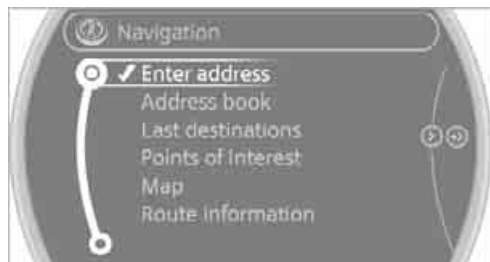 Navigation
Enter address
Address book
Last destinations
Points of Interest
Map
Route information